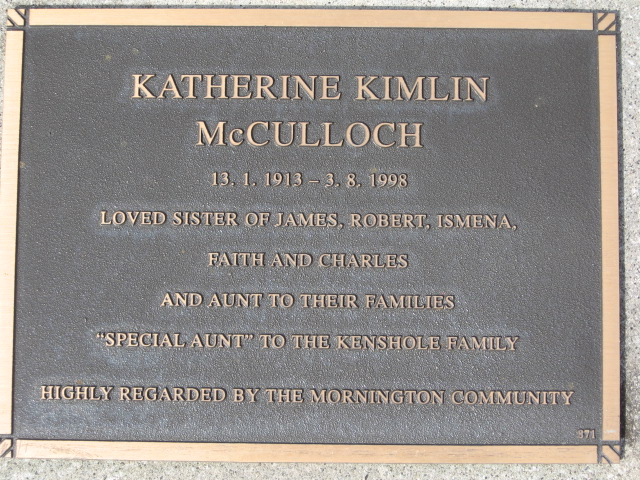 KATHERINE KIMLIN
McCULLOCH
13. 1. 1913 – 3. 8. 1998
LOVED SISTER OF JAMES, ROBERT, ISMENA,
FAITH AND CHARLES
AND AUNT TO THEIR FAMILIES
“SPECIAL AUNT” TO THE KENSHOLE FAMILY
HIGHLY REGARDED BY THE MORNINGTON COMMUNITY
371